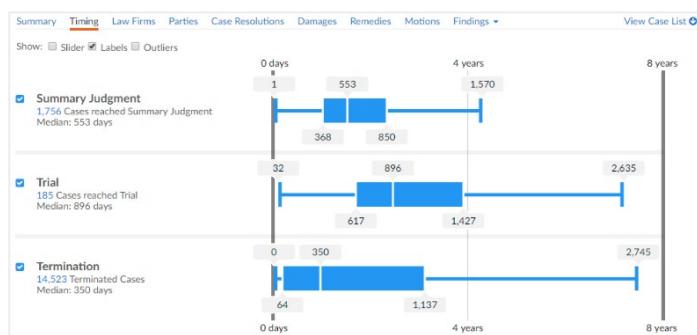 Summary Timing Law Firms Parties Case Resolutions Damages Remedies Motions Findings View Case List
Show: Slider Labels Outliers
0 days 4 years 8 years
1 553 1,570
Summary Judgment
1,756 Cases reached Summary Judgment
Median: 553 days
368 850
32 896 2,635
Trial
185 Cases reached Trial
Median: 896 days
617 1,427
0 350 2,745
Termination
14,523 Terminated Cases
Median: 350 days
64 1,137
0 days 4 years 8 years